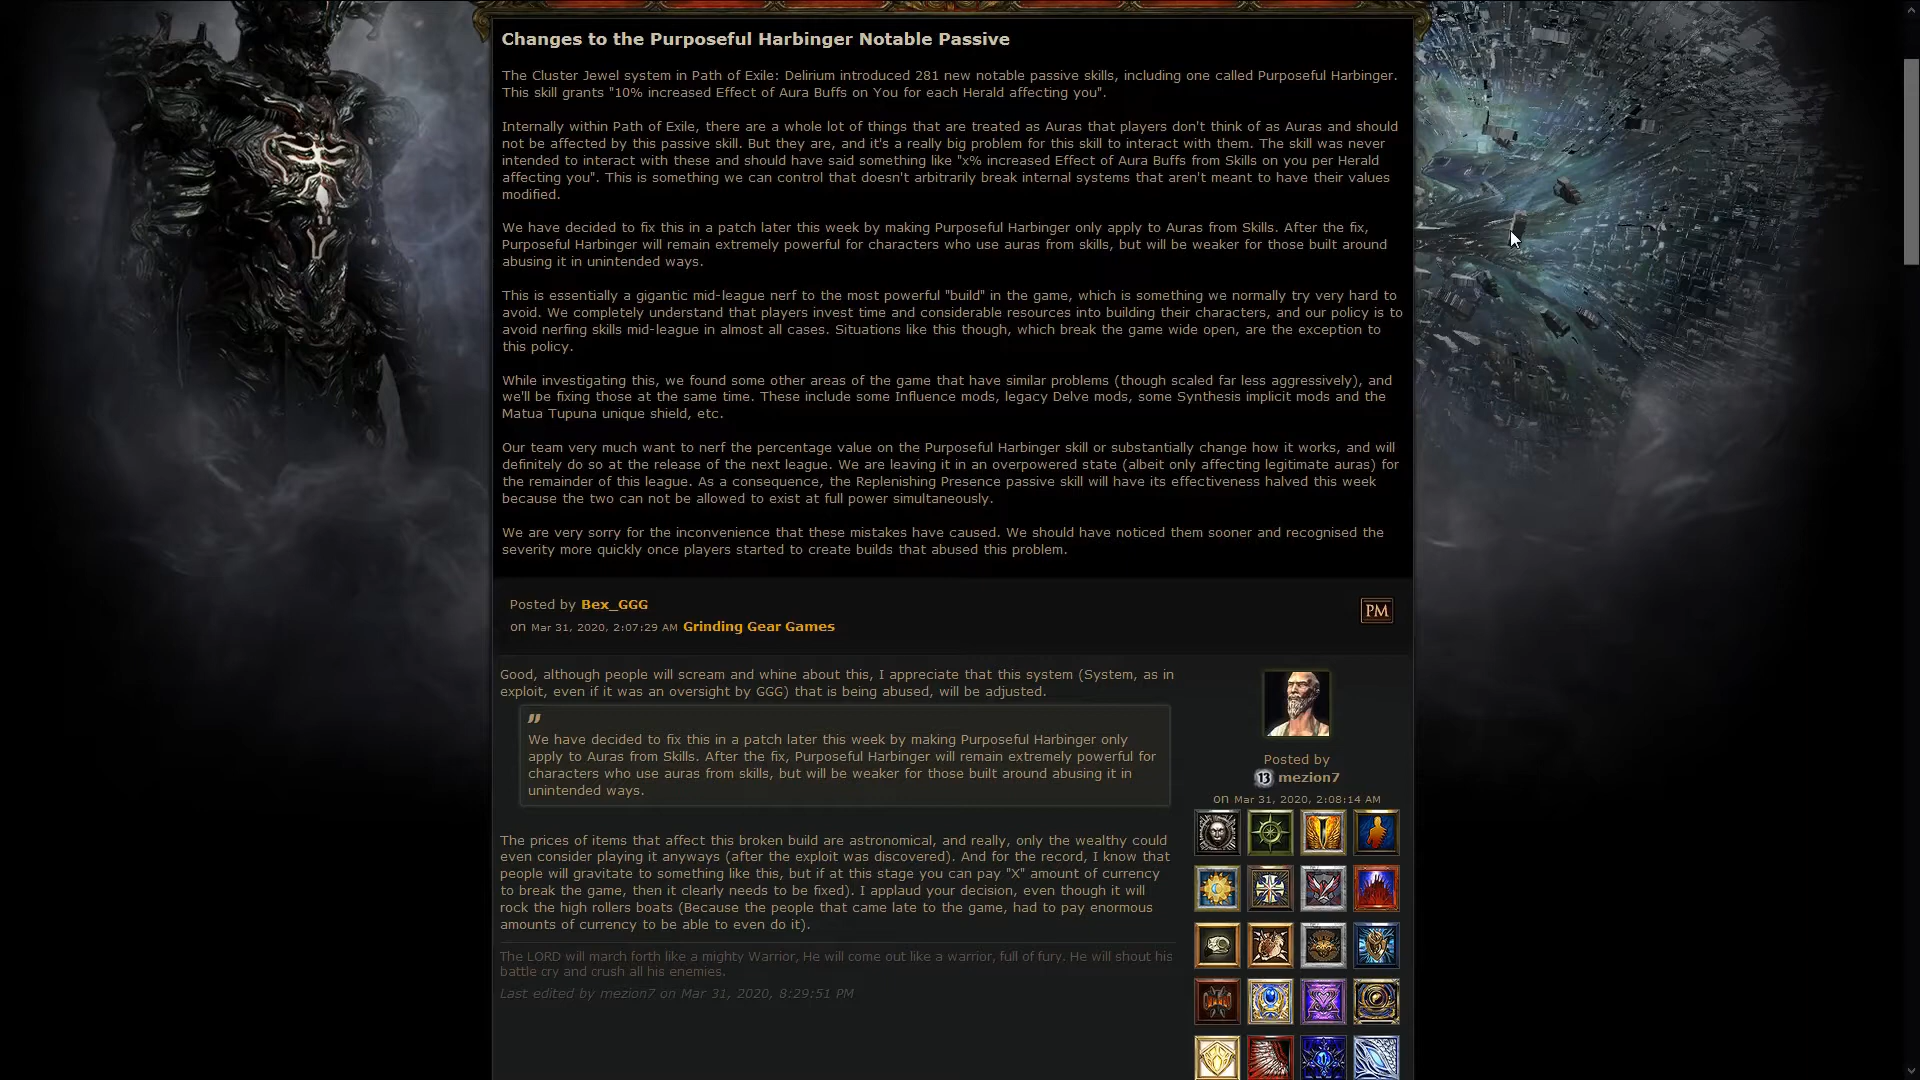 Changes to the Purposeful Harbinger Notable Passive
The Cluster Jewel system in Path of Exile: Delirium introduced 281 new notable passive skills, including one called Purposeful Harbinger.
This skill grants "10% increased Effect of Aura Buffs on You for each Herald affecting you".
Internally within Path of Exile, there are a whole lot of things that are treated as Auras that players don't think of as Auras and should
not be affected by this passive skill. But they are, and it's a really big problem for this skill to interact with them. The skill was never
intended to interact with these and should have said something like "x% increased Effect of Aura Buffs from Skills on you per Herald
affecting you". This is something we can control that doesn't arbitrarily break internal systems that aren't meant to have their values
modified.
We have decided to fix this in a patch later this week by making Purposeful Harbinger only apply to Auras from Skills. After the fix,
Purposeful Harbinger will remain extremely powerful for characters who use auras from skills, but will be weaker for those built around
abusing it in unintended ways.
This is essentially a gigantic mid-league nerf to the most powerful "build" in the game, which is something we normally try very hard to
avoid. We completely understand that players invest time and considerable resources into building their characters, and our policy is to
avoid nerfing skills mid-league in almost all cases. Situations like this though, which break the game wide open, are the exception to
this policy.
While investigating this, we found some other areas of the game that have similar problems (though scaled far less aggressively), and
we'll be fixing those at the same time. These include some Influence mods, legacy Delve mods, some Synthesis implicit mods and the
Matua Tupuna unique shield, etc.
Our team very much want to nerf the percentage value on the Purposeful Harbinger skill or substantially change how it works, and will
definitely do so at the release of the next league. We are leaving it in an overpowered state (albeit only affecting legitimate auras) for
the remainder of this league. As a consequence, the Replenishing Presence passive skill will have its effectiveness halved this week
because the two can not be allowed to exist at full power simultaneously.
We are very sorry for the inconvenience that these mistakes have caused. We should have noticed them sooner and recognised the
severity more quickly once players started to create builds that abused this problem.
Posted by Bex_GGG
on Mar 31, 2020, 2:07:29 AM Grinding Gear Games
PM
Good, although people will scream and whine about this, I appreciate that this system (System, as in
exploit, even if it was an oversight by GGG) that is being abused, will be adjusted.
"
We have decided to fix this in a patch later this week by making Purposeful Harbinger only
apply to Auras from Skills. After the fix, Purposeful Harbinger will remain extremely powerful for
characters who use auras from skills, but will be weaker for those built around abusing it in
unintended ways.
The prices of items that affect this broken build are astronomical, and really, only the wealthy could
even consider playing it anyways (after the exploit was discovered). And for the record, I know that
people will gravitate to something like this, but if at this stage you can pay "X" amount of currency
to break the game, then it clearly needs to be fixed). I applaud your decision, even though it will
rock the high rollers boats (Because the people that came late to the game, had to pay enormous
amounts of currency to be able to even do it).
The LORD will march forth like a mighty Warrior, He will come out like a warrior, full of fury. He will shout his
battle cry and crush all his enemies.
Last edited by mezion7 on Mar 31, 2020, 8:29:51 PM
Posted by
13 mezion7
on Mar 31, 2020, 2:08:14 AM